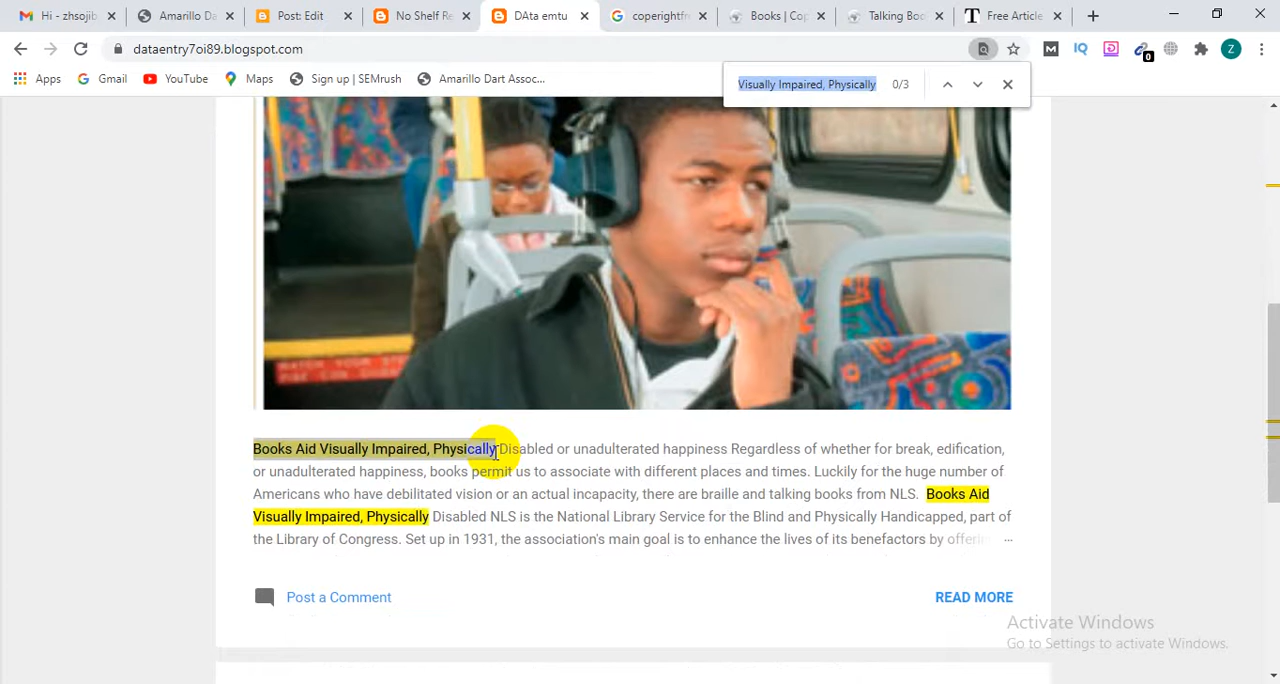 Hi - zhsojib
Amarillo Da
Post: Edit
No Shelf Re
DAta emtu
coperightfr
Books | Cop
Talking Boo
Free Article
dataentry7oi89.blogspot.com
Apps
Gmail
YouTube
Maps
Sign up | SEMrush
Amarillo Dart Assoc...
Visually Impaired, Physically 0/3
Books Aid Visually Impaired, Physically Disabled or unadulterated happiness Regardless of whether for break, edification,
or unadulterated happiness, books permit us to associate with different places and times. Luckily for the huge number of
Americans who have debilitated vision or an actual incapacity, there are braille and talking books from NLS. Books Aid
Visually Impaired, Physically Disabled NLS is the National Library Service for the Blind and Physically Handicapped, part of
the Library of Congress. Set up in 1931, the association's main goal is to enhance the lives of its benefactors by offering ...
Post a Comment
READ MORE
Activate Windows
Go to Settings to activate Windows.